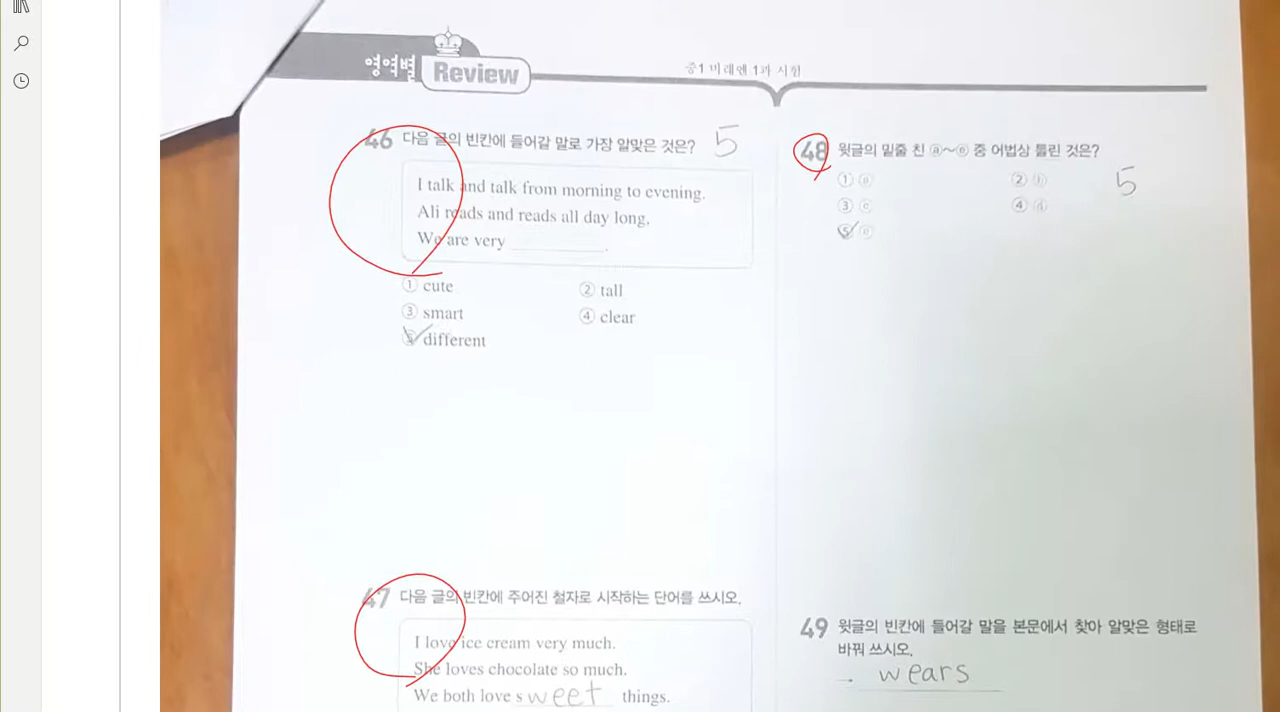 영역별 Review
중1 미래엔 1과 시험
46 다음 글의 빈칸에 들어갈 말로 가장 알맞은 것은? 5
I talk and talk from morning to evening.
Ali reads and reads all day long.
We are very ________.
① cute ② tall
③ smart ④ clear
⑤ different
47 다음 글의 빈칸에 주어진 철자로 시작하는 단어를 쓰시오.
I love ice cream very much.
She loves chocolate so much.
We both love sweet things.
48 윗글의 밑줄 친 ⓐ~ⓔ 중 어법상 틀린 것은?
① ⓐ ② ⓑ 5
③ ⓒ ④ ⓓ
⑤ ⓔ
49 윗글의 빈칸에 들어갈 말을 본문에서 찾아 알맞은 형태로
바꿔 쓰시오.
→ wears